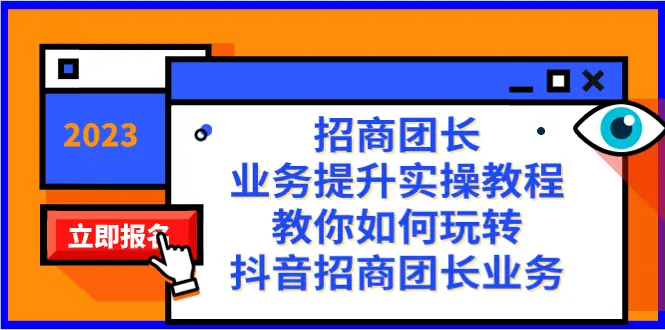 2023
立即报名
招商团长
业务提升实操教程
教你如何玩转
抖音招商团长业务